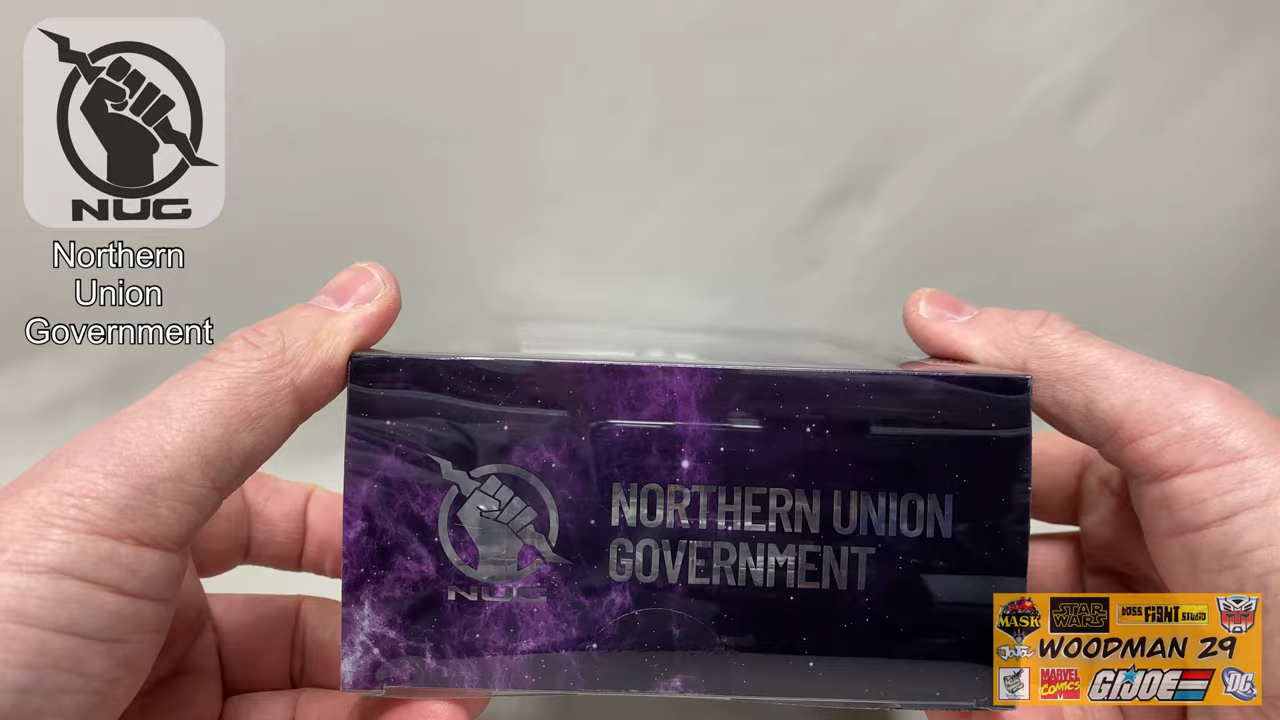 NUG
Northern
Union
Government
NORTHERN UNION
GOVERNMENT
NUG
MASK
STAR
WARS
BOSS FIGHT STUDIO
JoJo
WOODMAN 29
MARVEL
COMICS
GI JOE
DC